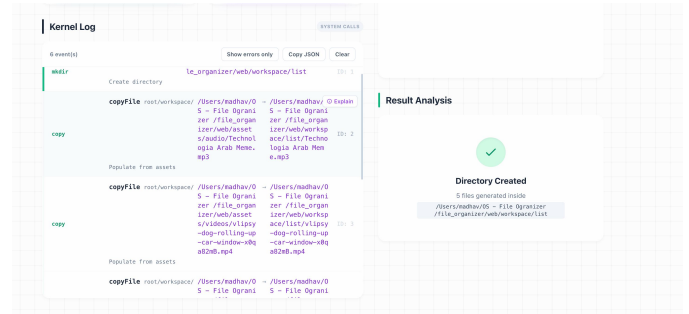 Kernel Log
SYSTEM CALLS
6 event(s)
Show errors only
Copy JSON
Clear
mkdir
le_organizer/web/workspace/list
ID: 1
Create directory
copy
copyFile root/workspace/
/Users/madhav/O
S - File Ograni
zer /file_organ
izer/web/asset
s/audio/Techno
logia Arab Meme.
mp3
→ /Users/madhav/
S - File Ograni
zer /file_organ
izer/web/worksp
ace/list/Techno
logia Arab Mem
e.mp3
Explain
ID: 2
Populate from assets
copy
copyFile root/workspace/
/Users/madhav/O
S - File Ograni
zer /file_organ
izer/web/asset
s/videos/vlipsy
-dog-rolling-up
-car-window-x0q
a82mB.mp4
→ /Users/madhav/O
S - File Ograni
zer /file_organ
izer/web/worksp
ace/list/vlipsy
-dog-rolling-up
-car-window-x0q
a82mB.mp4
ID: 3
Populate from assets
copyFile root/workspace/
/Users/madhav/O
S - File Ograni
→ /Users/madhav/O
S - File Ograni
Result Analysis
Directory Created
5 files generated inside
/Users/madhav/OS - File Ogranizer
/file_organizer/web/workspace/list